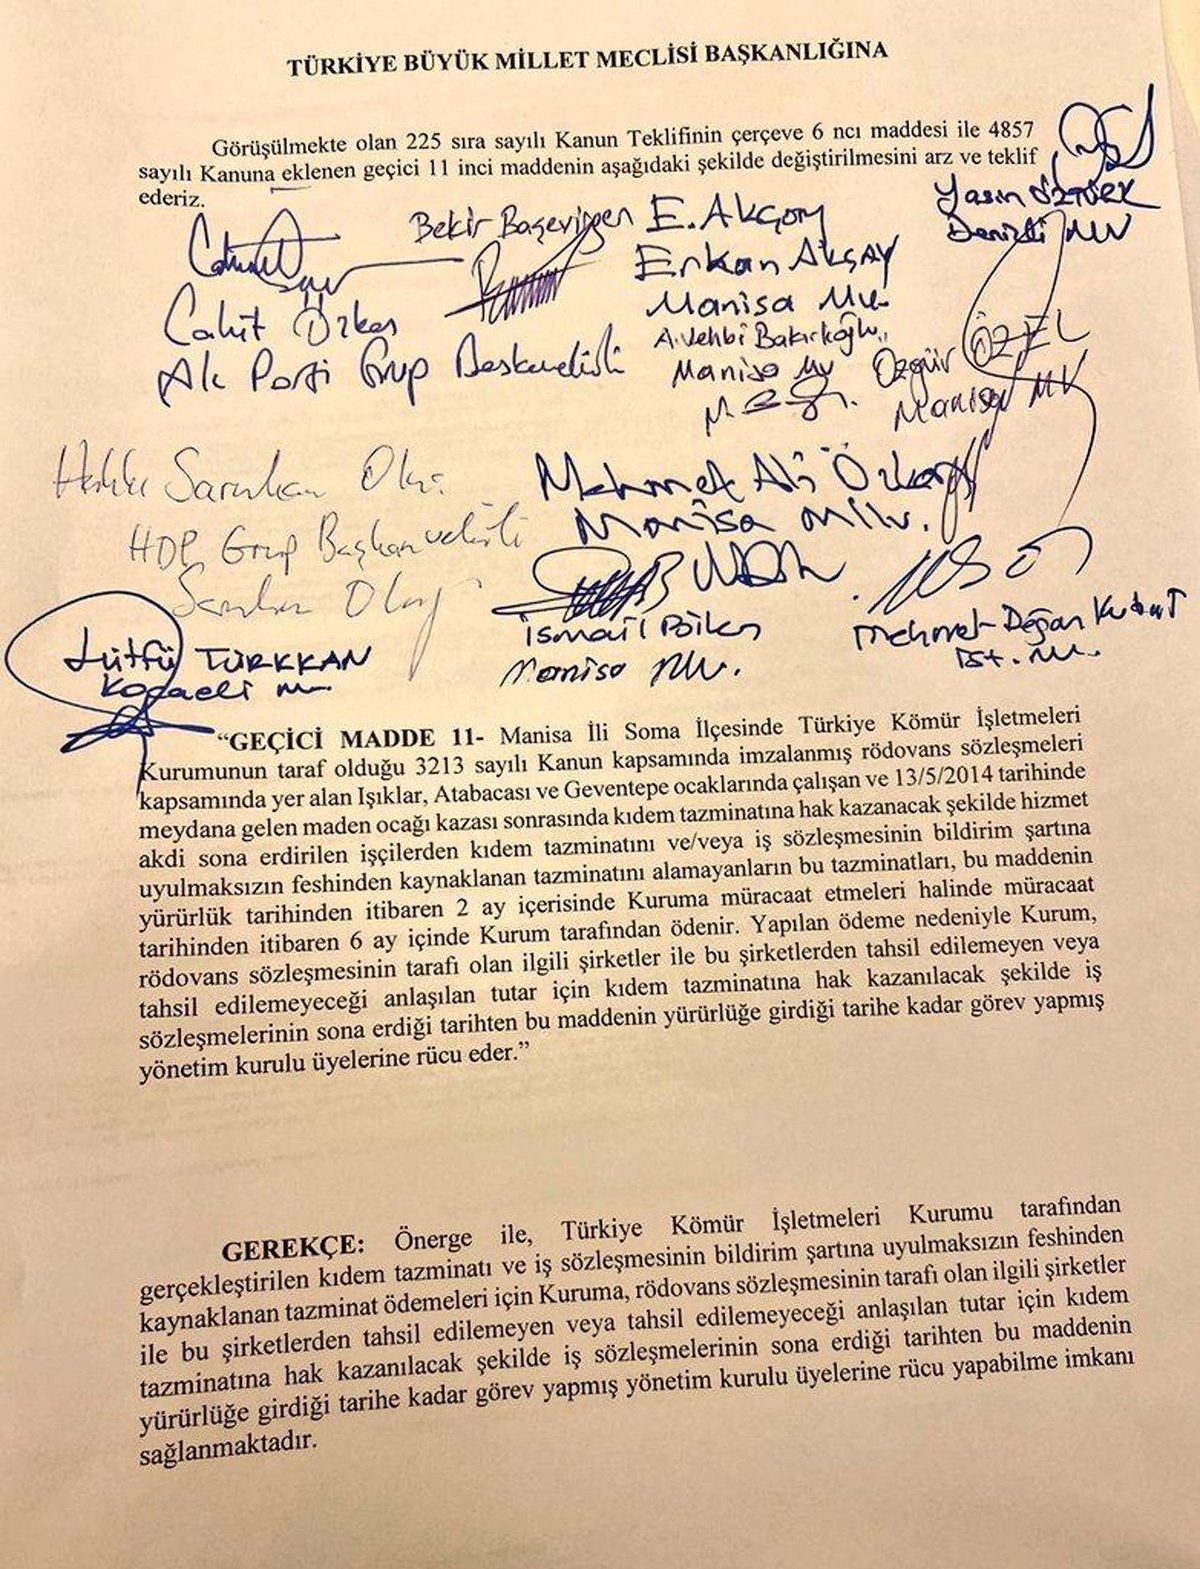 TÜRKİYE BÜYÜK MİLLET MECLİSİ BAŞKANLIĞINA
Görüşülmekte olan 225 sıra sayılı Kanun Teklifinin çerçeve 6 ncı maddesi ile 4857
sayılı Kanuna eklenen geçici 11 inci maddenin aşağıdaki şekilde değiştirilmesini arz ve teklif
ederiz.
Yasin ÖZTÜRK
Denizli MV
Bekir Başevirgen
E. Akçay
Erkan Akçay
Manisa Mv.
Cahit Özkan
Ak Parti Grup Başkanvekili
A. Vehbi Bakırlıoğlu
Manisa Mv
Özgür ÖZEL
Manisa MV
Hakkı Saruhan Oluç
HDP Grup Başkanvekili
Saruhan Oluç
Mehmet Ali Özkan
Manisa Milv.
İsmail Bilen
Manisa Mv.
Mehmet Doğan Kubat
İst. Mv.
Lütfü TÜRKKAN
Kocaeli
“GEÇİCİ MADDE 11- Manisa İli Soma İlçesinde Türkiye Kömür İşletmeleri
Kurumunun taraf olduğu 3213 sayılı Kanun kapsamında imzalanmış rödovans sözleşmeleri
kapsamında yer alan Işıklar, Atabacası ve Geventepe ocaklarında çalışan ve 13/5/2014 tarihinde
meydana gelen maden ocağı kazası sonrasında kıdem tazminatına hak kazanacak şekilde hizmet
akdi sona erdirilen işçilerden kıdem tazminatını ve/veya iş sözleşmesinin bildirim şartına
uyulmaksızın feshinden kaynaklanan tazminatını alamayanların bu tazminatları, bu maddenin
yürürlük tarihinden itibaren 2 ay içerisinde Kuruma müracaat etmeleri halinde müracaat
tarihinden itibaren 6 ay içinde Kurum tarafından ödenir. Yapılan ödeme nedeniyle Kurum,
rödovans sözleşmesinin tarafı olan ilgili şirketler ile bu şirketlerden tahsil edilemeyen veya
tahsil edilemeyeceği anlaşılan tutar için kıdem tazminatına hak kazanılacak şekilde iş
sözleşmelerinin sona erdiği tarihten bu maddenin yürürlüğe girdiği tarihe kadar görev yapmış
yönetim kurulu üyelerine rücu eder.”
GEREKÇE: Önerge ile, Türkiye Kömür İşletmeleri Kurumu tarafından
gerçekleştirilen kıdem tazminatı ve iş sözleşmesinin bildirim şartına uyulmaksızın feshinden
kaynaklanan tazminat ödemeleri için Kuruma, rödovans sözleşmesinin tarafı olan ilgili şirketler
ile bu şirketlerden tahsil edilemeyen veya tahsil edilemeyeceği anlaşılan tutar için kıdem
tazminatına hak kazanılacak şekilde iş sözleşmelerinin sona erdiği tarihten bu maddenin
yürürlüğe girdiği tarihe kadar görev yapmış yönetim kurulu üyelerine rücu yapabilme imkanı
sağlanmaktadır.